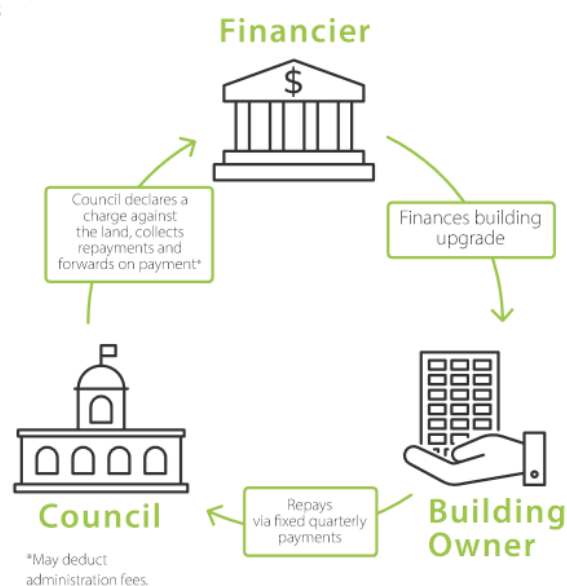 Financier
$
Council declares a
charge against
the land, collects
repayments and
forwards on payment*
Finances building
upgrade
Repays
via fixed quarterly
payments
Council
Building
Owner
*May deduct
administration fees.